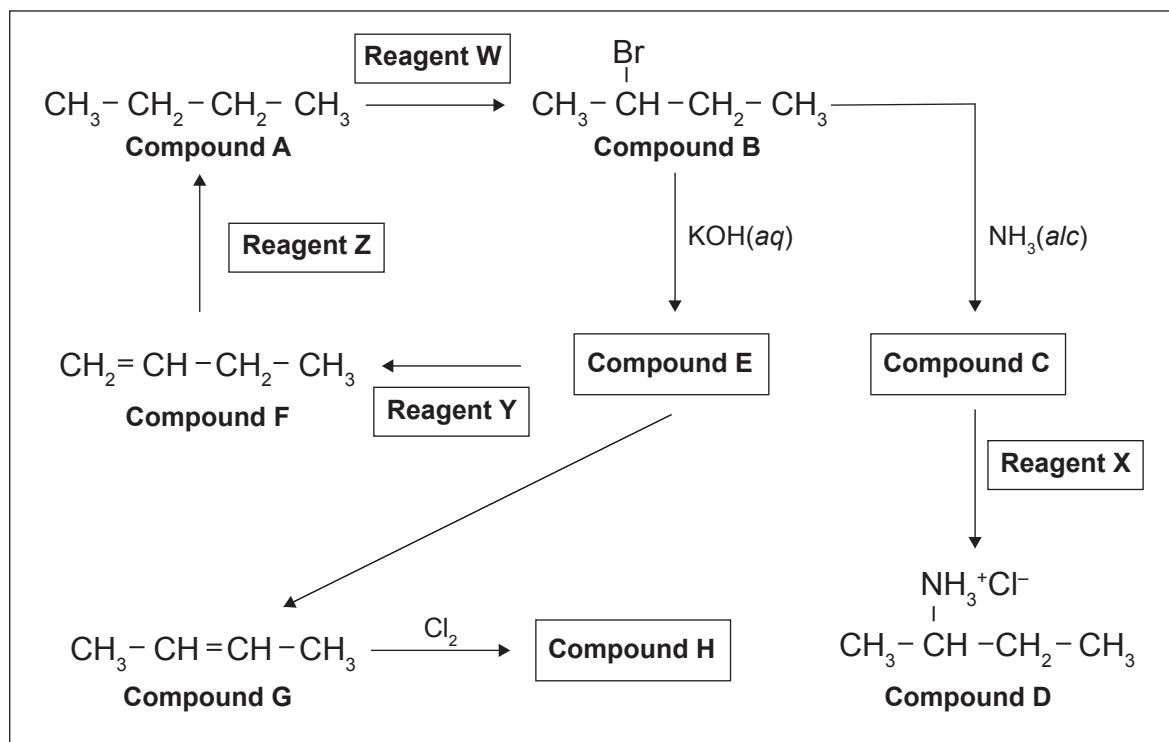 Reagent W
Br
CH₃ – CH₂ – CH₂ – CH₃
CH₃ – CH – CH₂ – CH₃
Compound A
Compound B
Reagent Z
KOH(aq)
NH₃(alc)
CH₂ = CH – CH₂ – CH₃
Compound E
Compound C
Compound F
Reagent Y
Reagent X
NH₃⁺Cl⁻
CH₃ – CH = CH – CH₃
Cl₂
Compound H
CH₃ – CH – CH₂ – CH₃
Compound G
Compound D